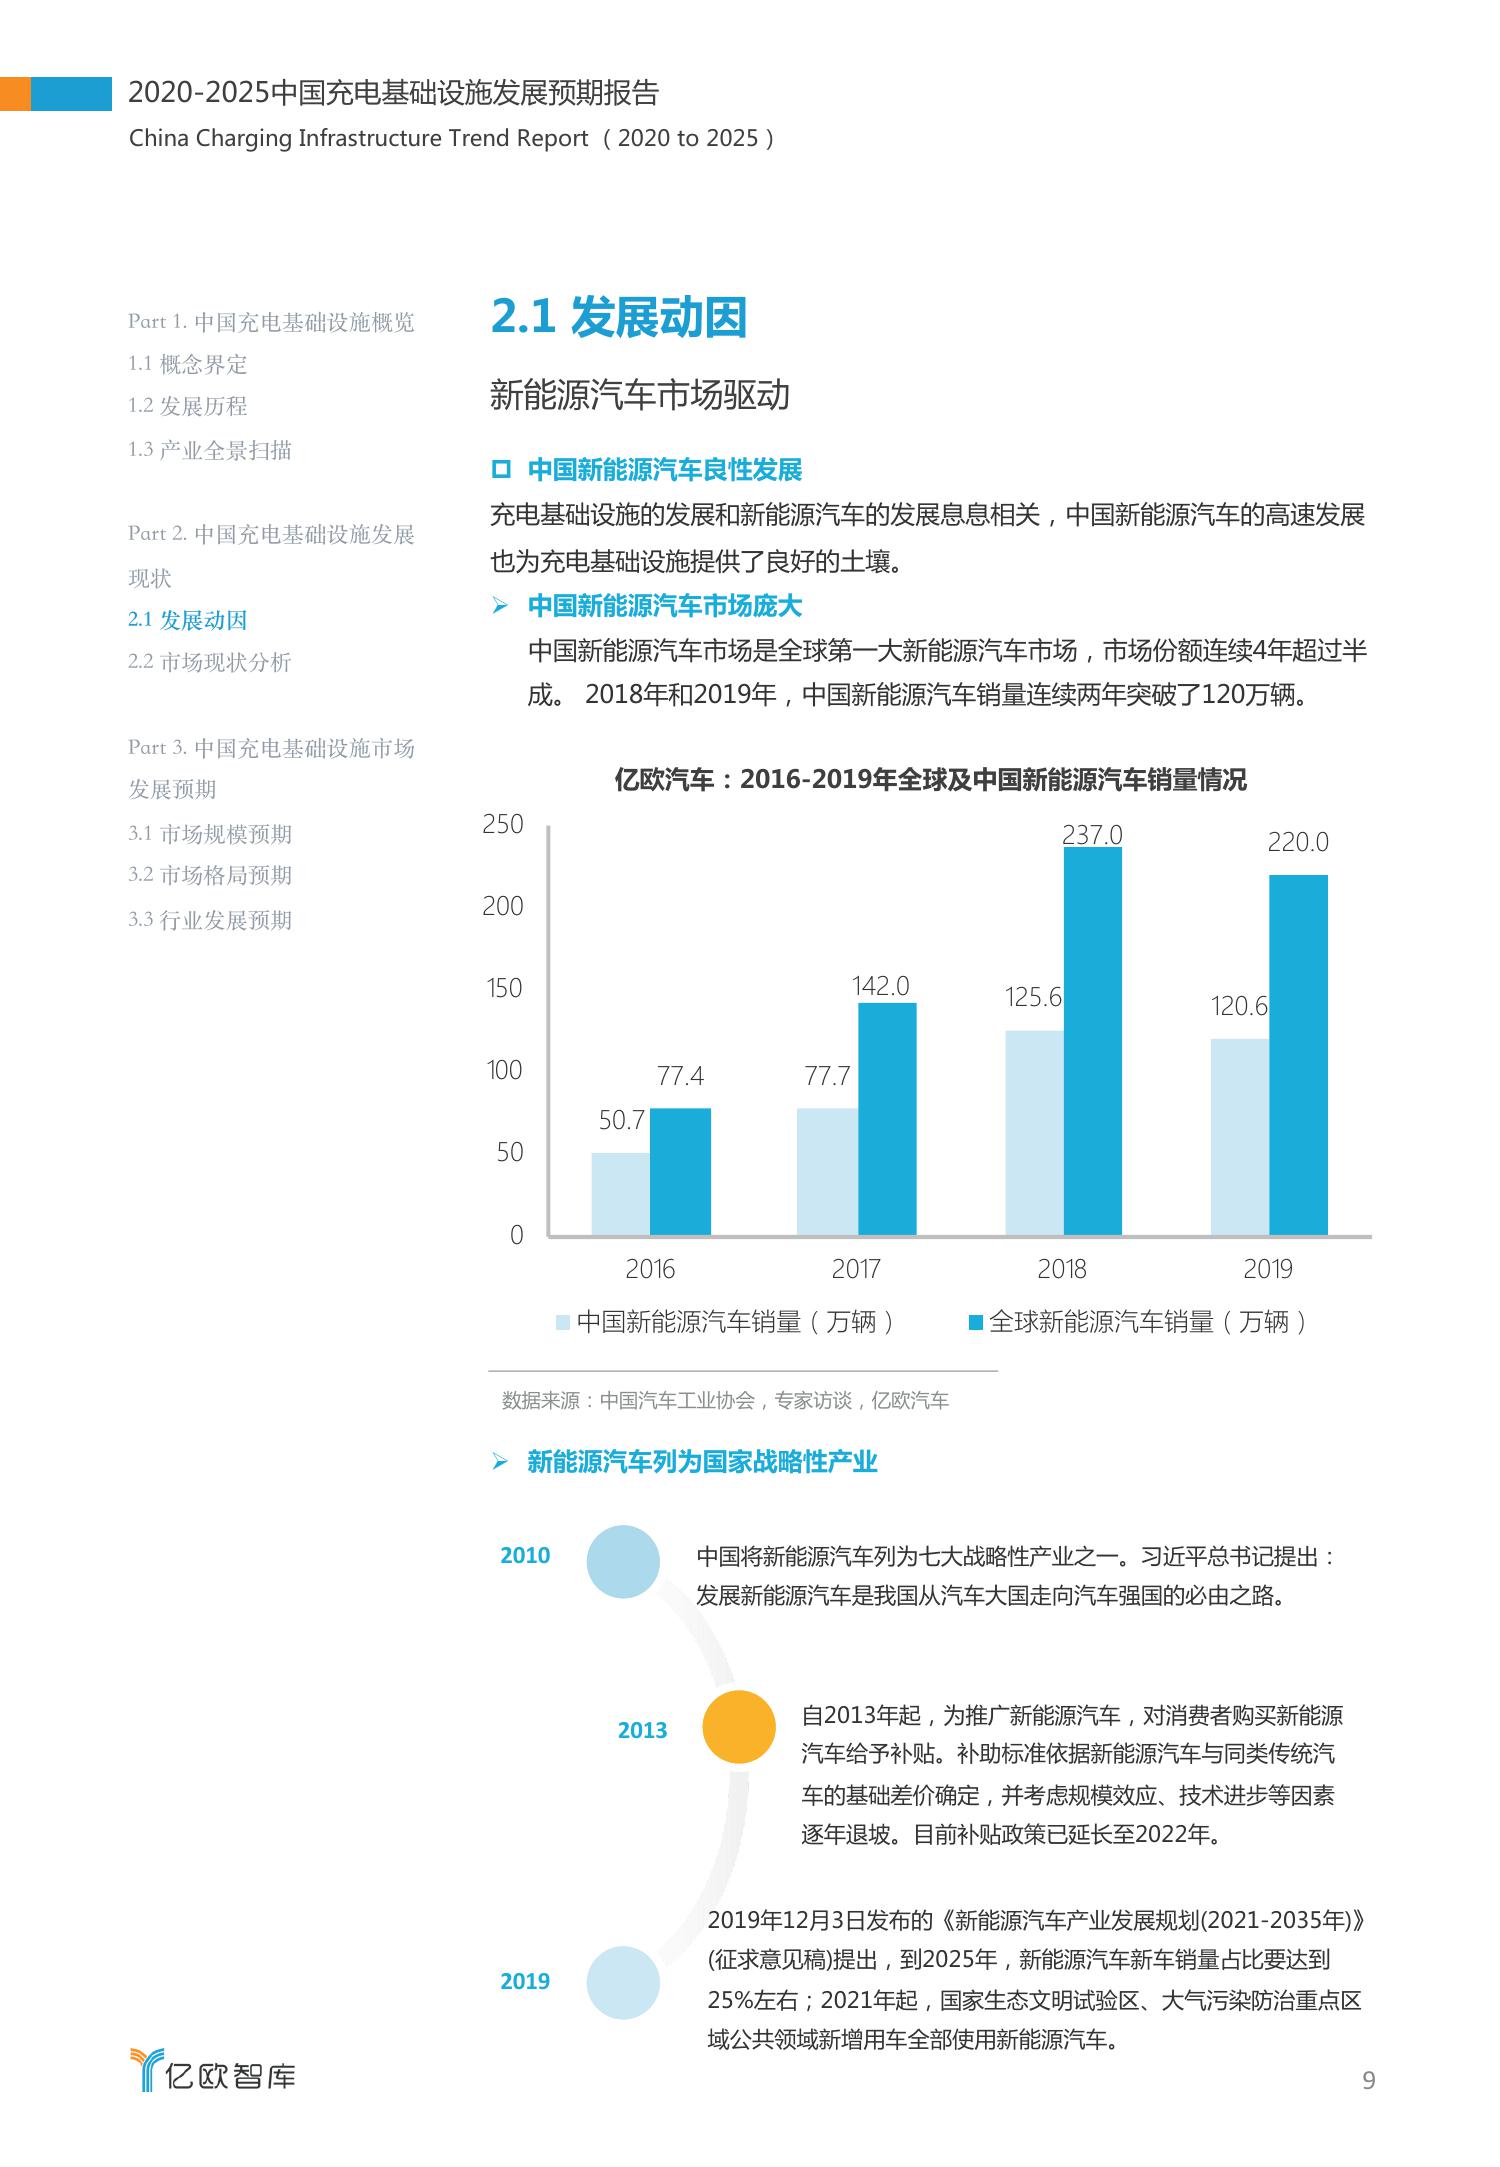 2020-2025中国充电基础设施发展预期报告
China Charging Infrastructure Trend Report（2020 to 2025）
Part 1. 中国充电基础设施概览
1.1 概念界定
1.2 发展历程
1.3 产业全景扫描
Part 2. 中国充电基础设施发展
现状
2.1 发展动因
2.2 市场现状分析
Part 3. 中国充电基础设施市场
发展预期
3.1 市场规模预期
3.2 市场格局预期
3.3 行业发展预期
2.1 发展动因
新能源汽车市场驱动
中国新能源汽车良性发展
充电基础设施的发展和新能源汽车的发展息息相关，中国新能源汽车的高速发展
也为充电基础设施提供了良好的土壤。
中国新能源汽车市场庞大
中国新能源汽车市场是全球第一大新能源汽车市场，市场份额连续4年超过半
成。 2018年和2019年，中国新能源汽车销量连续两年突破了120万辆。
亿欧汽车：2016-2019年全球及中国新能源汽车销量情况
250
200
150
100
50
0
50.7
77.4
77.7
142.0
125.6
237.0
120.6
220.0
2016
2017
2018
2019
中国新能源汽车销量（万辆）
全球新能源汽车销量（万辆）
数据来源：中国汽车工业协会，专家访谈，亿欧汽车
新能源汽车列为国家战略性产业
2010
中国将新能源汽车列为七大战略性产业之一。习近平总书记提出：
发展新能源汽车是我国从汽车大国走向汽车强国的必由之路。
2013
自2013年起，为推广新能源汽车，对消费者购买新能源
汽车给予补贴。补助标准依据新能源汽车与同类传统汽
车的基础差价确定，并考虑规模效应、技术进步等因素
逐年退坡。目前补贴政策已延长至2022年。
2019
2019年12月3日发布的《新能源汽车产业发展规划(2021-2035年)》
(征求意见稿)提出，到2025年，新能源汽车新车销量占比要达到
25%左右；2021年起，国家生态文明试验区、大气污染防治重点区
域公共领域新增用车全部使用新能源汽车。
亿欧智库
9